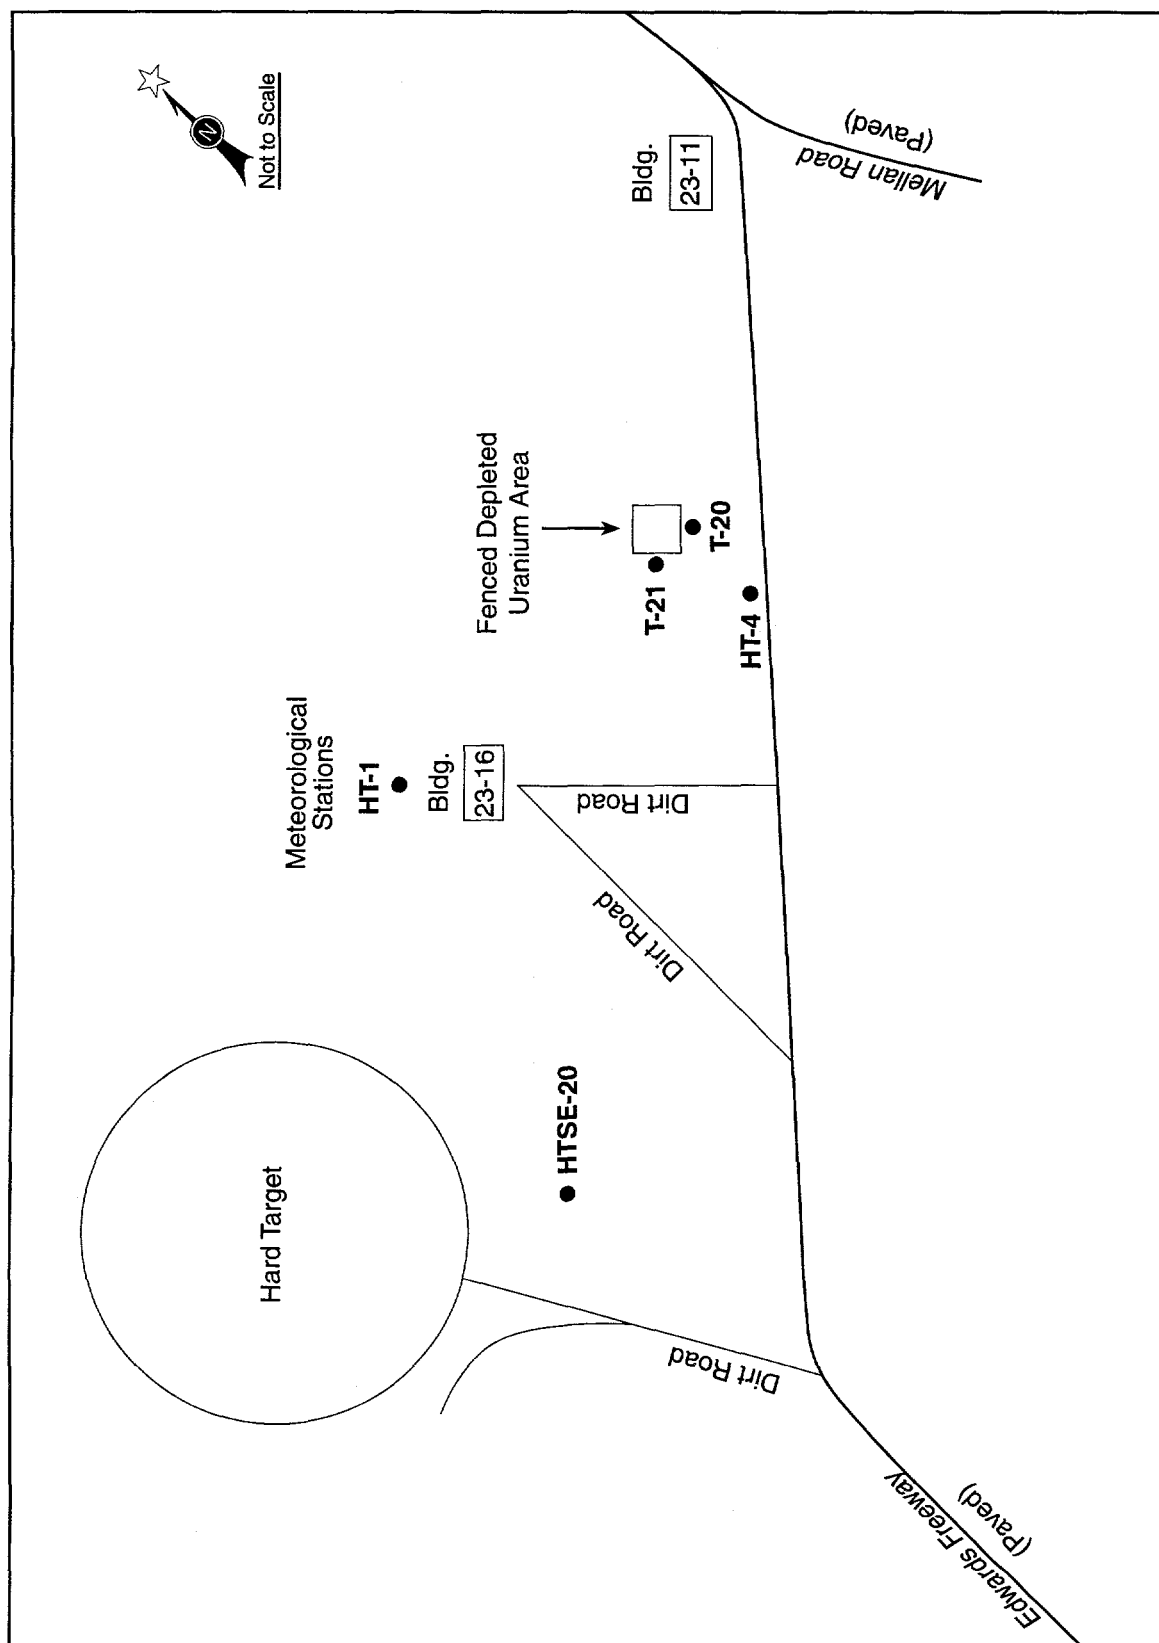 N
Not to Scale
Hard Target
Meteorological
Stations
HT-1
Bldg.
23-16
Fenced Depleted
Uranium Area
T-21
T-20
HT-4
Bldg.
23-11
HTSE-20
Dirt Road
Dirt Road
Dirt Road
Mellan Road
(Paved)
Edwards Freeway
(Paved)